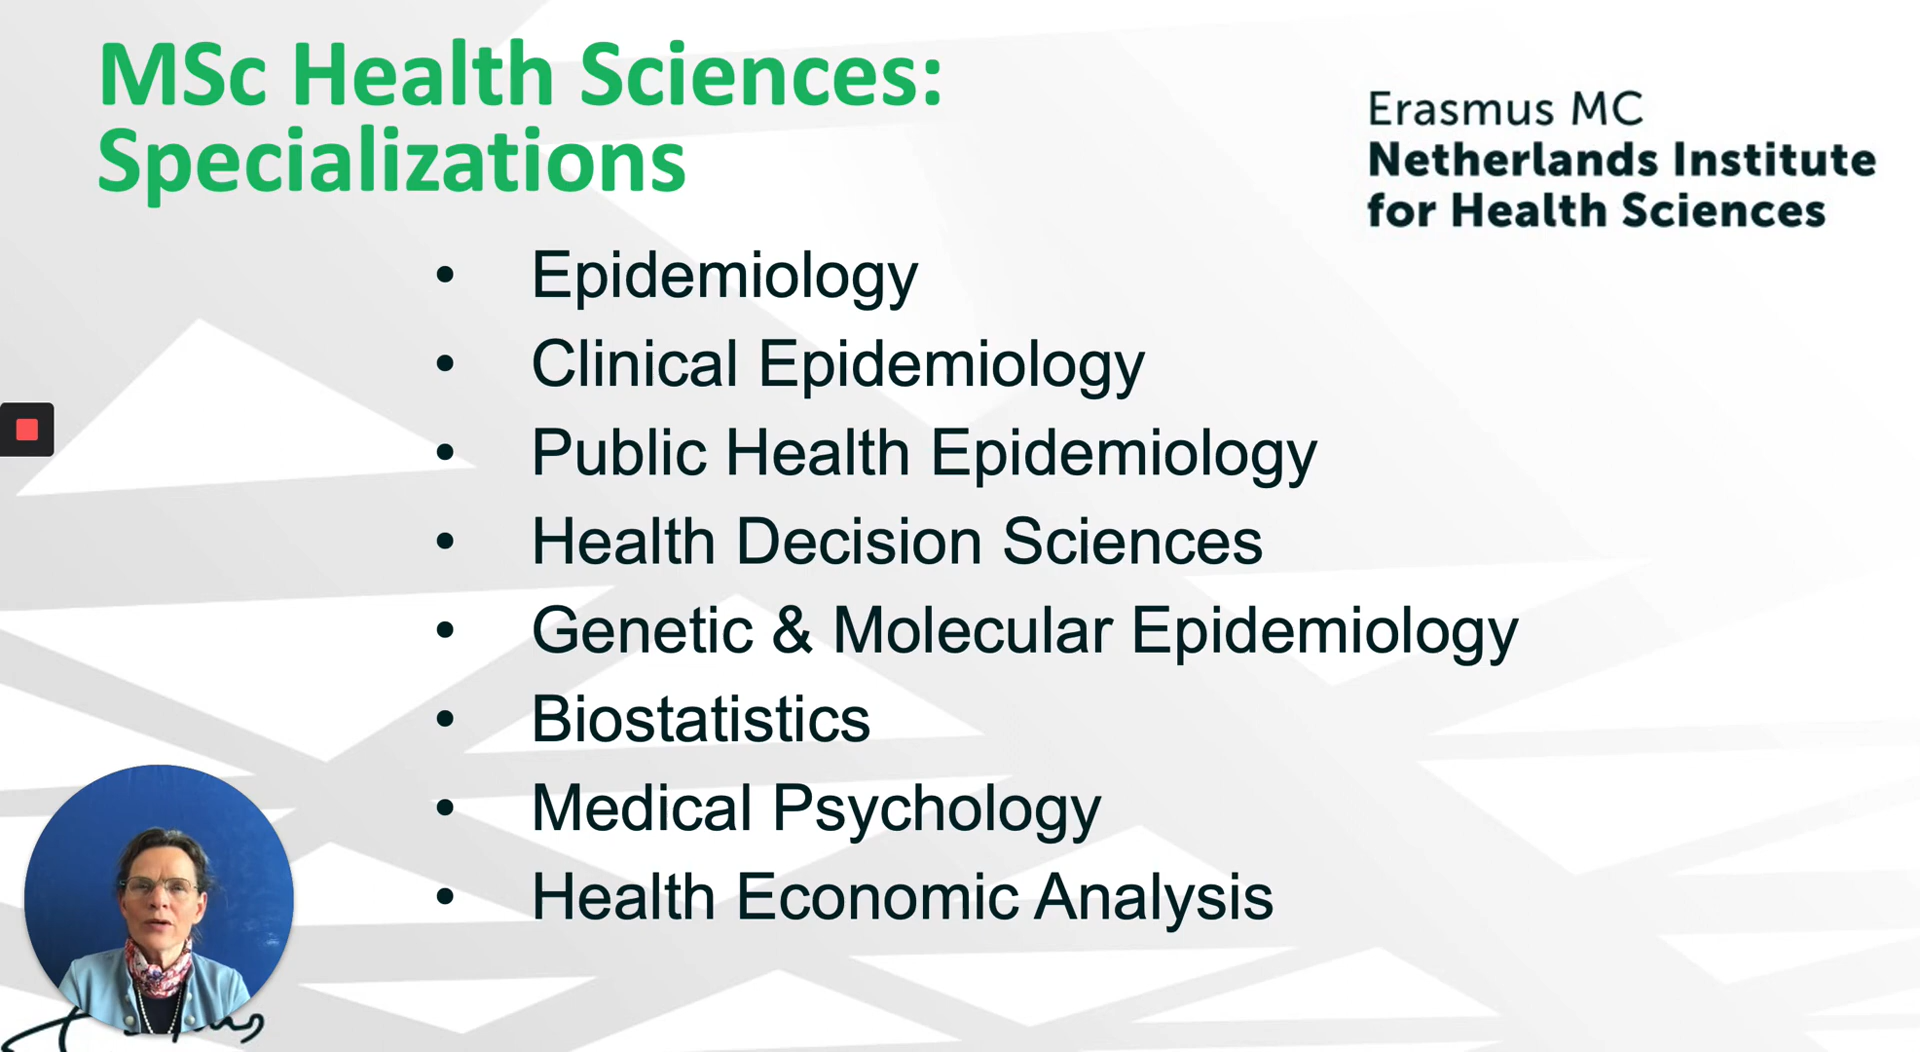 MSc Health Sciences:
Specializations
Erasmus MC
Netherlands Institute
for Health Sciences
• Epidemiology
• Clinical Epidemiology
• Public Health Epidemiology
• Health Decision Sciences
• Genetic & Molecular Epidemiology
• Biostatistics
• Medical Psychology
• Health Economic Analysis